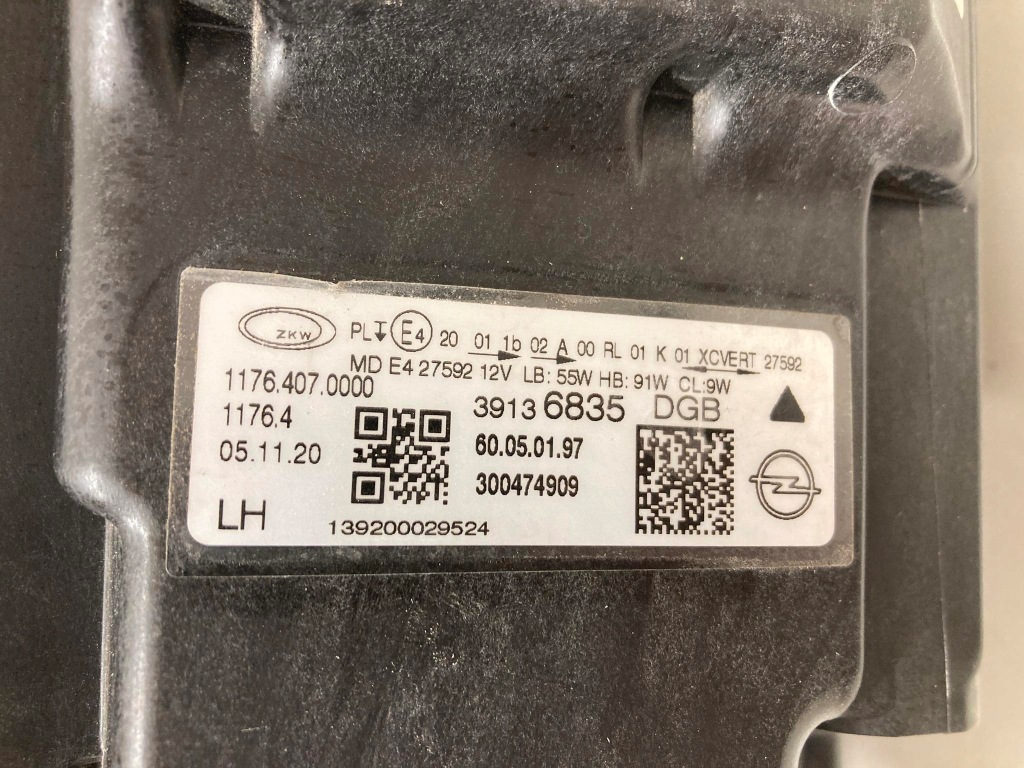 ZKW PL E4 20 01 1b 02 A 00 RL 01 K 01 XCVERT 27592
MD E4 27592 12V LB: 55W HB: 91W CL:9W
1176.407.0000
39136835 DGB
1176.4
60.05.01.97
05.11.20
300474909
LH
139200029524